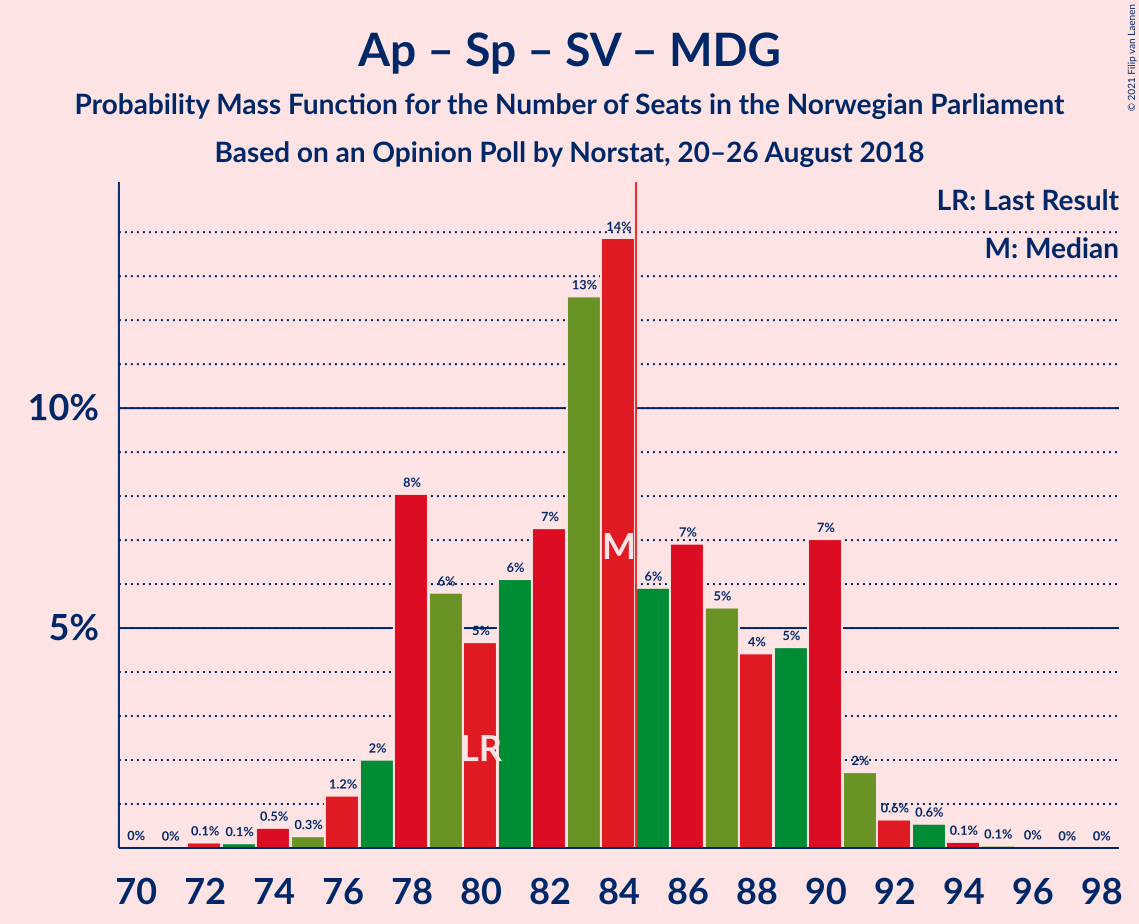 Ap – Sp – SV – MDG
Probability Mass Function for the Number of Seats in the Norwegian Parliament
Based on an Opinion Poll by Norstat, 20–26 August 2018
© 2021 Filip van Laenen
LR: Last Result
M: Median
10%
5%
0% 0% 0.1% 0.1% 0.5% 0.3% 1.2% 2% 8% 6% 5% 6% 7% 13% 14% 6% 7% 5% 4% 5% 7% 2% 0.6% 0.6% 0.1% 0.1% 0% 0% 0%
M
LR
70 72 74 76 78 80 82 84 86 88 90 92 94 96 98